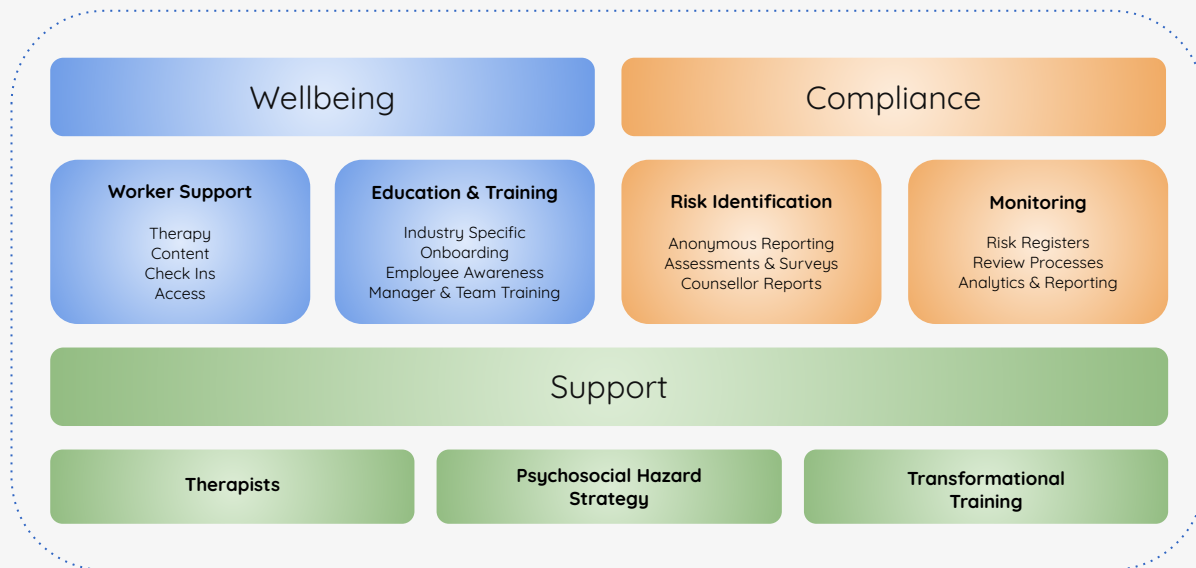 Wellbeing
Compliance
Worker Support
Therapy
Content
Check Ins
Access
Education & Training
Industry Specific
Onboarding
Employee Awareness
Manager & Team Training
Risk Identification
Anonymous Reporting
Assessments & Surveys
Counsellor Reports
Monitoring
Risk Registers
Review Processes
Analytics & Reporting
Support
Therapists
Psychosocial Hazard
Strategy
Transformational
Training